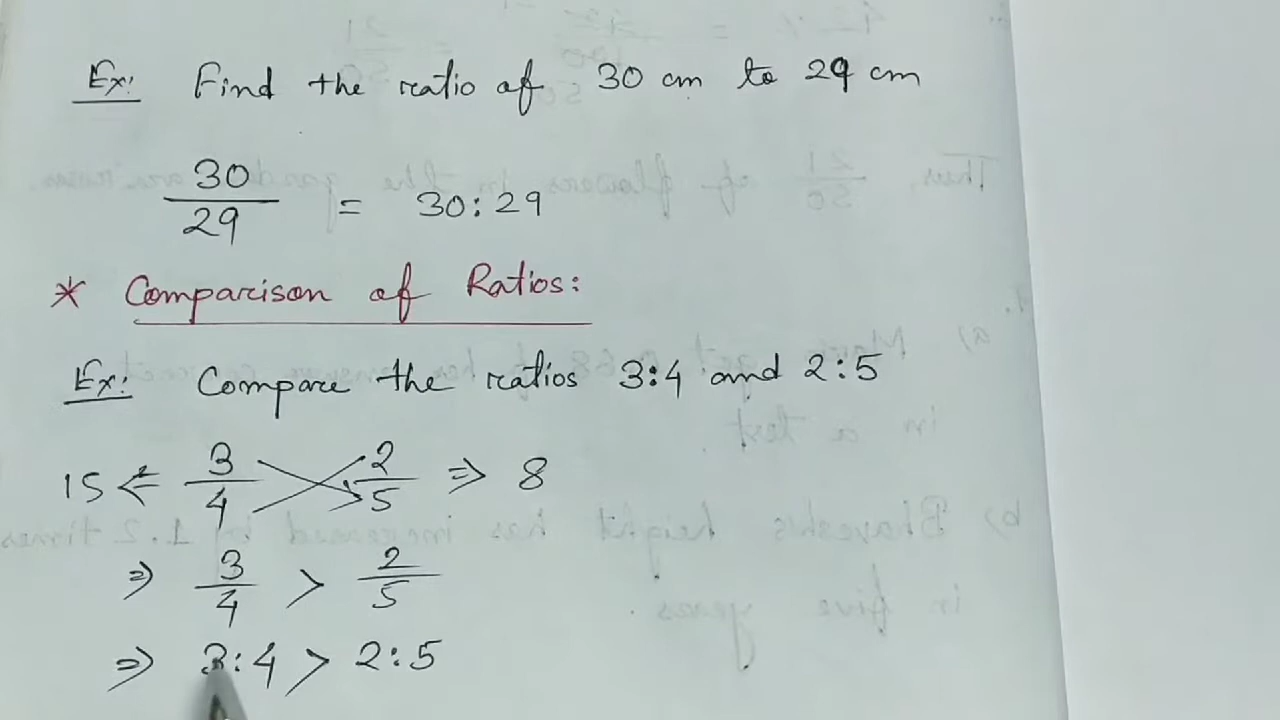 Ex: Find the ratio of 30 cm to 29 cm
30/29 = 30:29
* Comparison of Ratios:
Ex: Compare the ratios 3:4 and 2:5
15 ⇐ 3/4 2/5 ⇒ 8
⇒ 3/4 > 2/5
⇒ 3:4 > 2:5